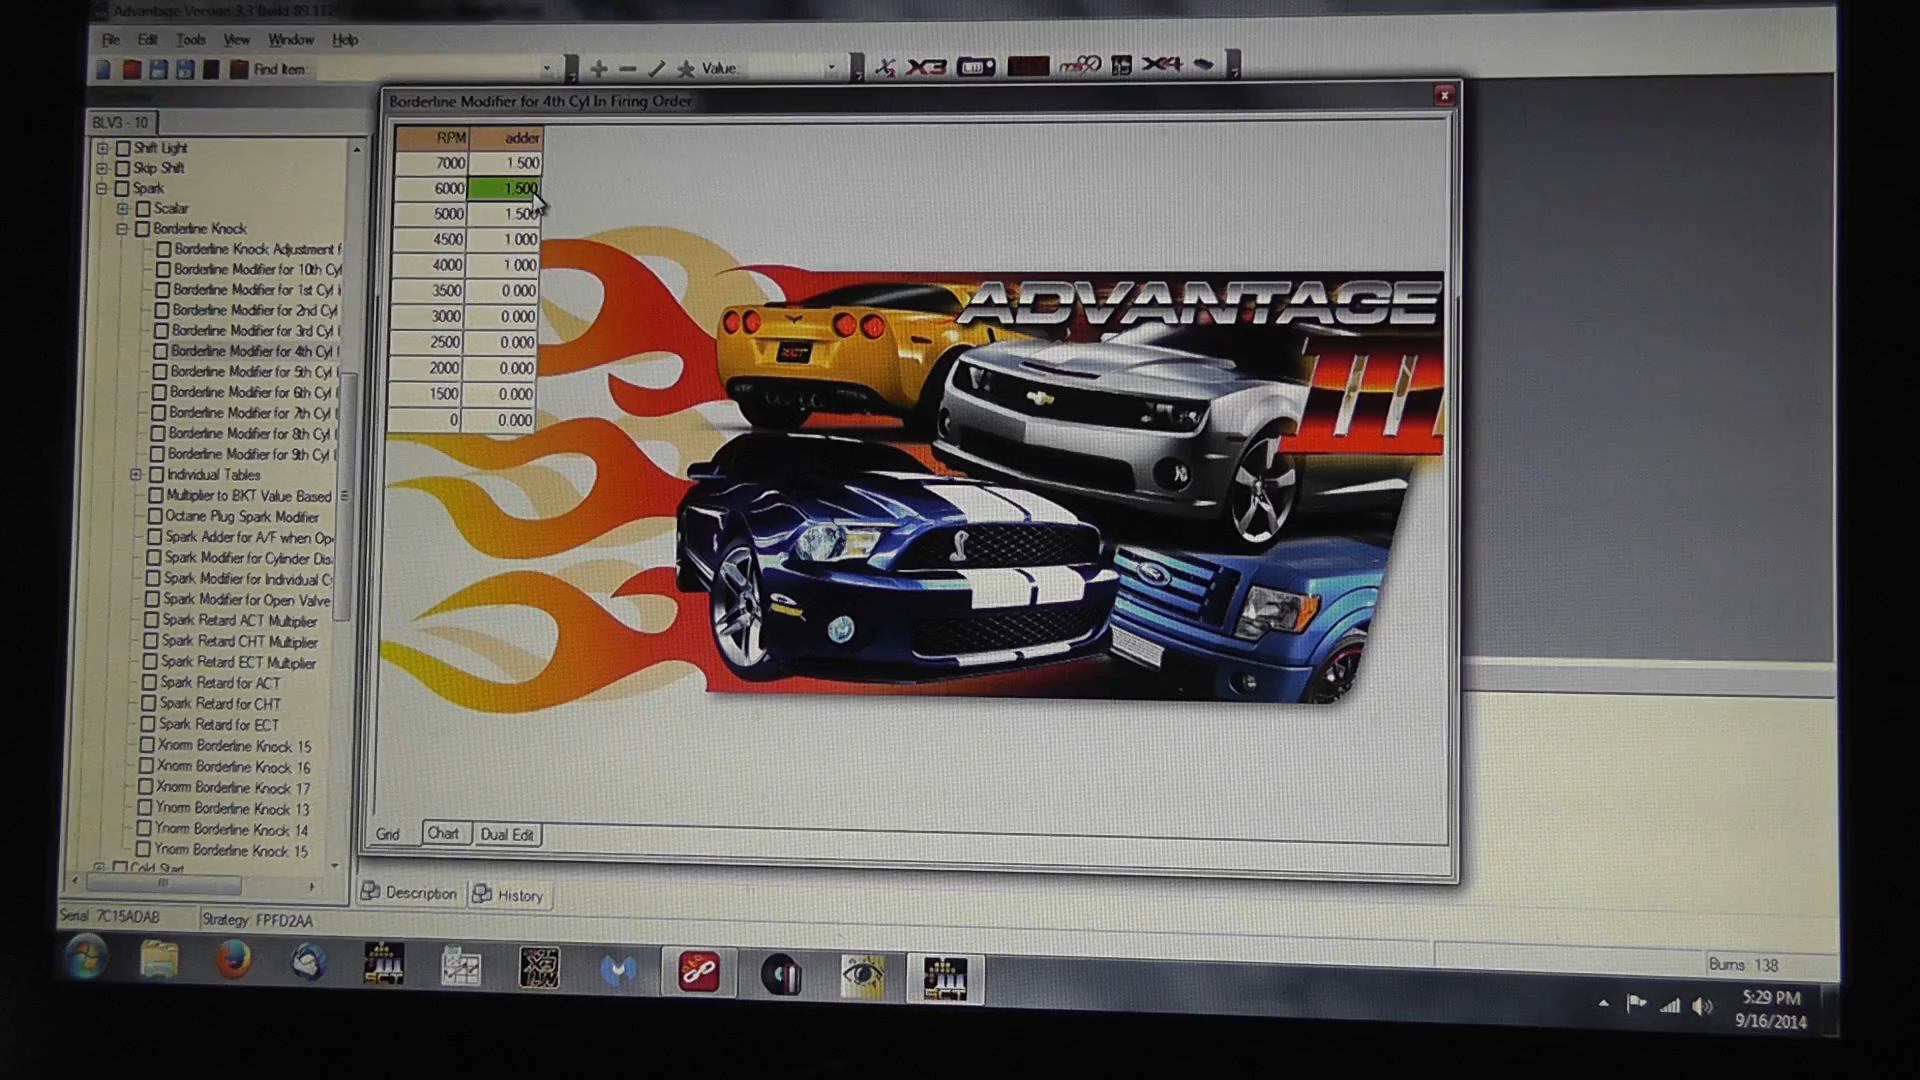 Advantage Version 3.3 Build 89.112
File Edit Tools View Window Help
Find Item: Value: X3 X4
Borderline Modifier for 4th Cyl In Firing Order
BLV3 - 10
RPM adder
7000 1.500
6000 1.500
5000 1.500
4500 1.000
4000 1.000
3500 0.000
3000 0.000
2500 0.000
2000 0.000
1500 0.000
0 0.000
Shift Light
Skip Shift
Spark
Scalar
Borderline Knock
Borderline Knock Adjustment f
Borderline Modifier for 10th Cyl
Borderline Modifier for 1st Cyl I
Borderline Modifier for 2nd Cyl
Borderline Modifier for 3rd Cyl I
Borderline Modifier for 4th Cyl I
Borderline Modifier for 5th Cyl I
Borderline Modifier for 6th Cyl I
Borderline Modifier for 7th Cyl I
Borderline Modifier for 8th Cyl I
Borderline Modifier for 9th Cyl I
Individual Tables
Multiplier to BKT Value Based
Octane Plug Spark Modifier
Spark Adder for A/F when Op
Spark Modifier for Cylinder Dis
Spark Modifier for Individual C
Spark Modifier for Open Valve
Spark Retard ACT Multiplier
Spark Retard CHT Multiplier
Spark Retard ECT Multiplier
Spark Retard for ACT
Spark Retard for CHT
Spark Retard for ECT
Xnorm Borderline Knock 15
Xnorm Borderline Knock 16
Xnorm Borderline Knock 17
Ynorm Borderline Knock 13
Ynorm Borderline Knock 14
Ynorm Borderline Knock 15
Cold Start
ADVANTAGE
III
SCT
Ford
Grid Chart Dual Edit
Description History
Serial 7C15ADAB Strategy FPFD2AA
Burns 138
SCT
SCT
5:29 PM
9/16/2014